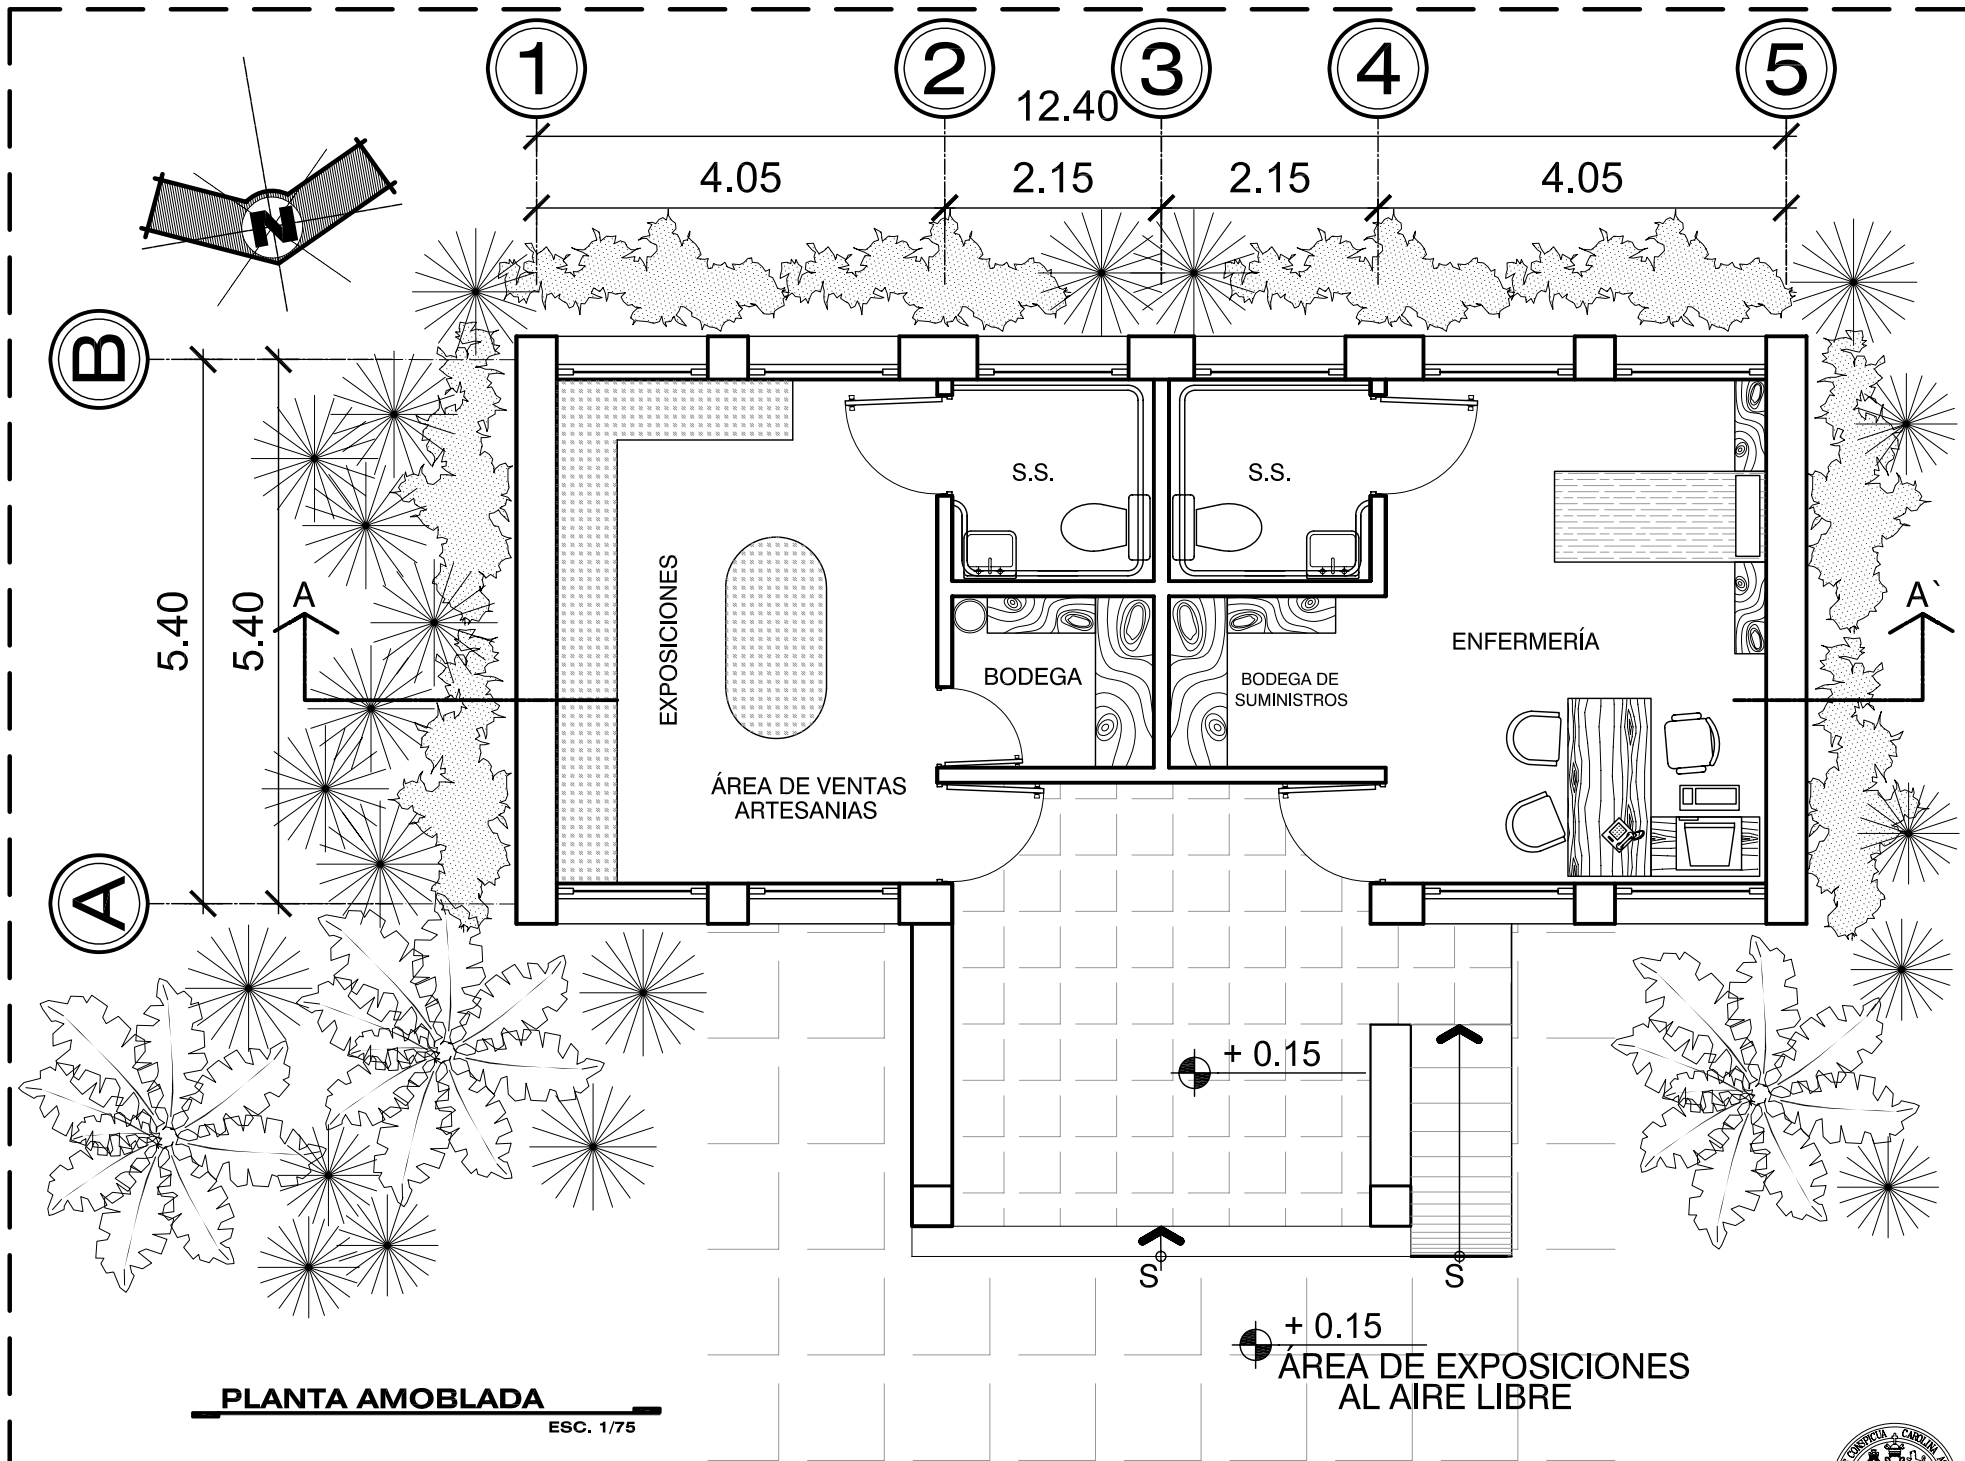 1
2
3
4
5
12.40
4.05
2.15
2.15
4.05
N
B
S.S.
S.S.
5.40
5.40
A
A`
EXPOSICIONES
ENFERMERÍA
BODEGA
BODEGA DE
SUMINISTROS
ÁREA DE VENTAS
ARTESANIAS
A
+ 0.15
S
S
+ 0.15
ÁREA DE EXPOSICIONES
AL AIRE LIBRE
PLANTA AMOBLADA
ESC. 1/75
CONSPICUA CAROLINA